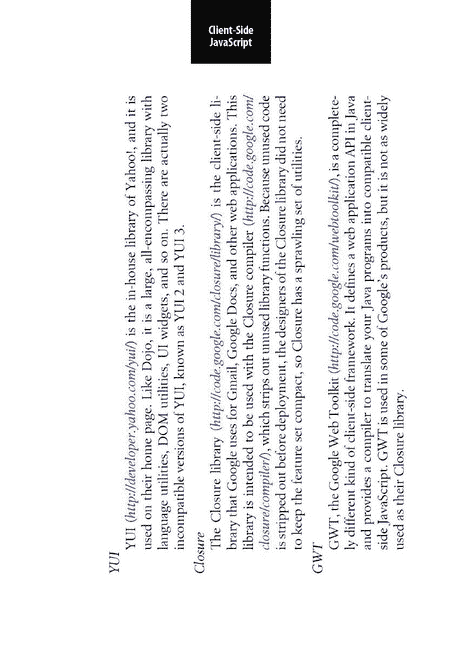 Client-Side
JavaScript
YUI
YUI (http://developer.yahoo.com/yui/) is the in-house library of Yahoo!, and it is
used on their home page. Like Dojo, it is a large, all-encompassing library with
language utilities, DOM utilities, UI widgets, and so on. There are actually two
incompatible versions of YUI, known as YUI 2 and YUI 3.
Closure
The Closure library (http://code.google.com/closure/library/) is the client-side li-
brary that Google uses for Gmail, Google Docs, and other web applications. This
library is intended to be used with the Closure compiler (http://code.google.com/
closure/compiler/), which strips out unused library functions. Because unused code
is stripped out before deployment, the designers of the Closure library did not need
to keep the feature set compact, so Closure has a sprawling set of utilities.
GWT
GWT, the Google Web Toolkit (http://code.google.com/webtoolkit/), is a complete-
ly different kind of client-side framework. It defines a web application API in Java
and provides a compiler to translate your Java programs into compatible client-
side JavaScript. GWT is used in some of Google's products, but it is not as widely
used as their Closure library.